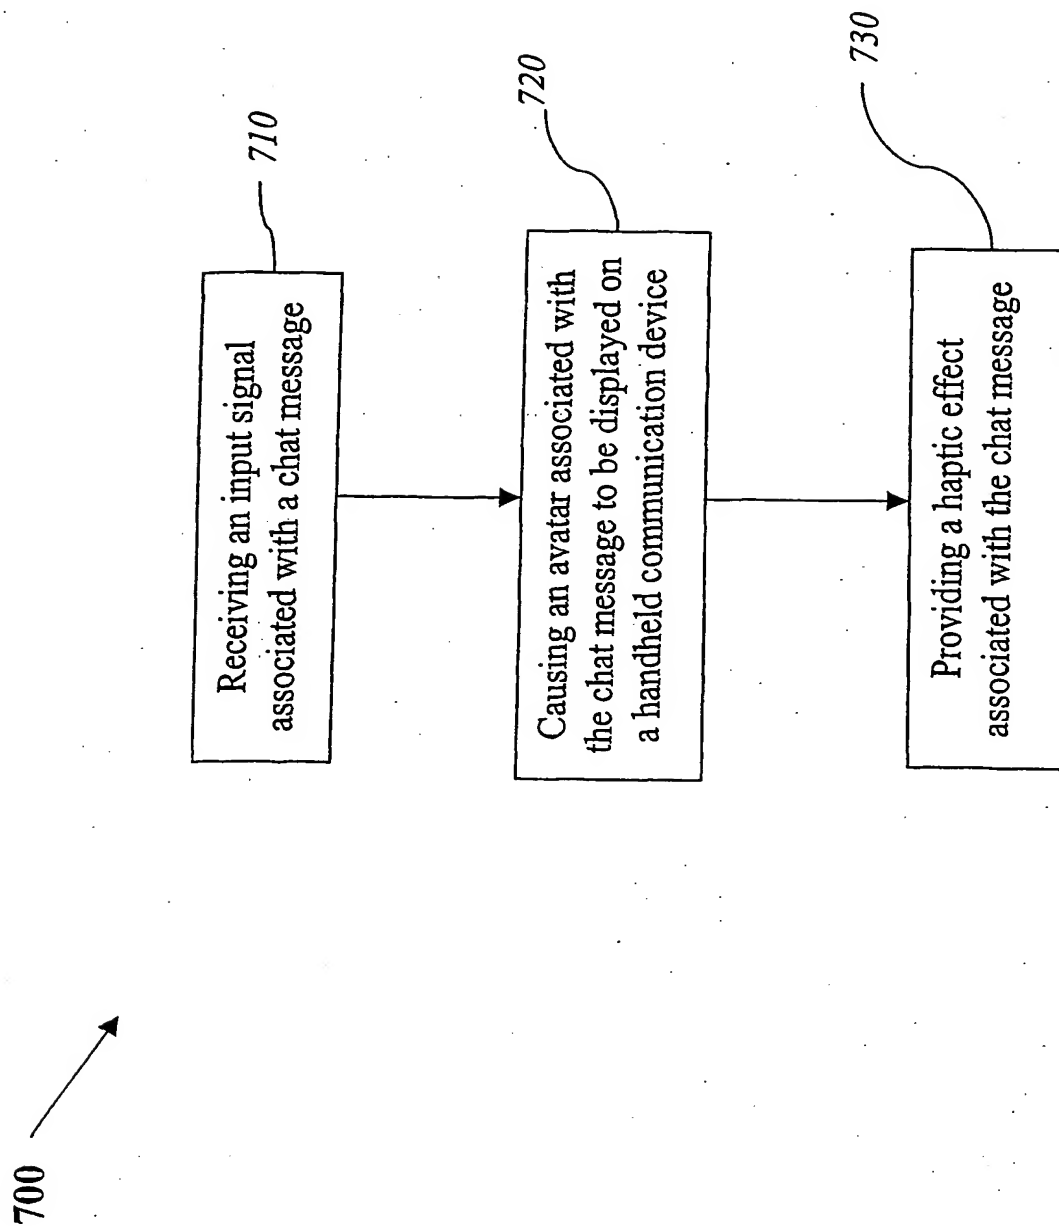 700
Receiving an input signal
associated with a chat message
710
Causing an avatar associated with
the chat message to be displayed on
a handheld communication device
720
Providing a haptic effect
associated with the chat message
730